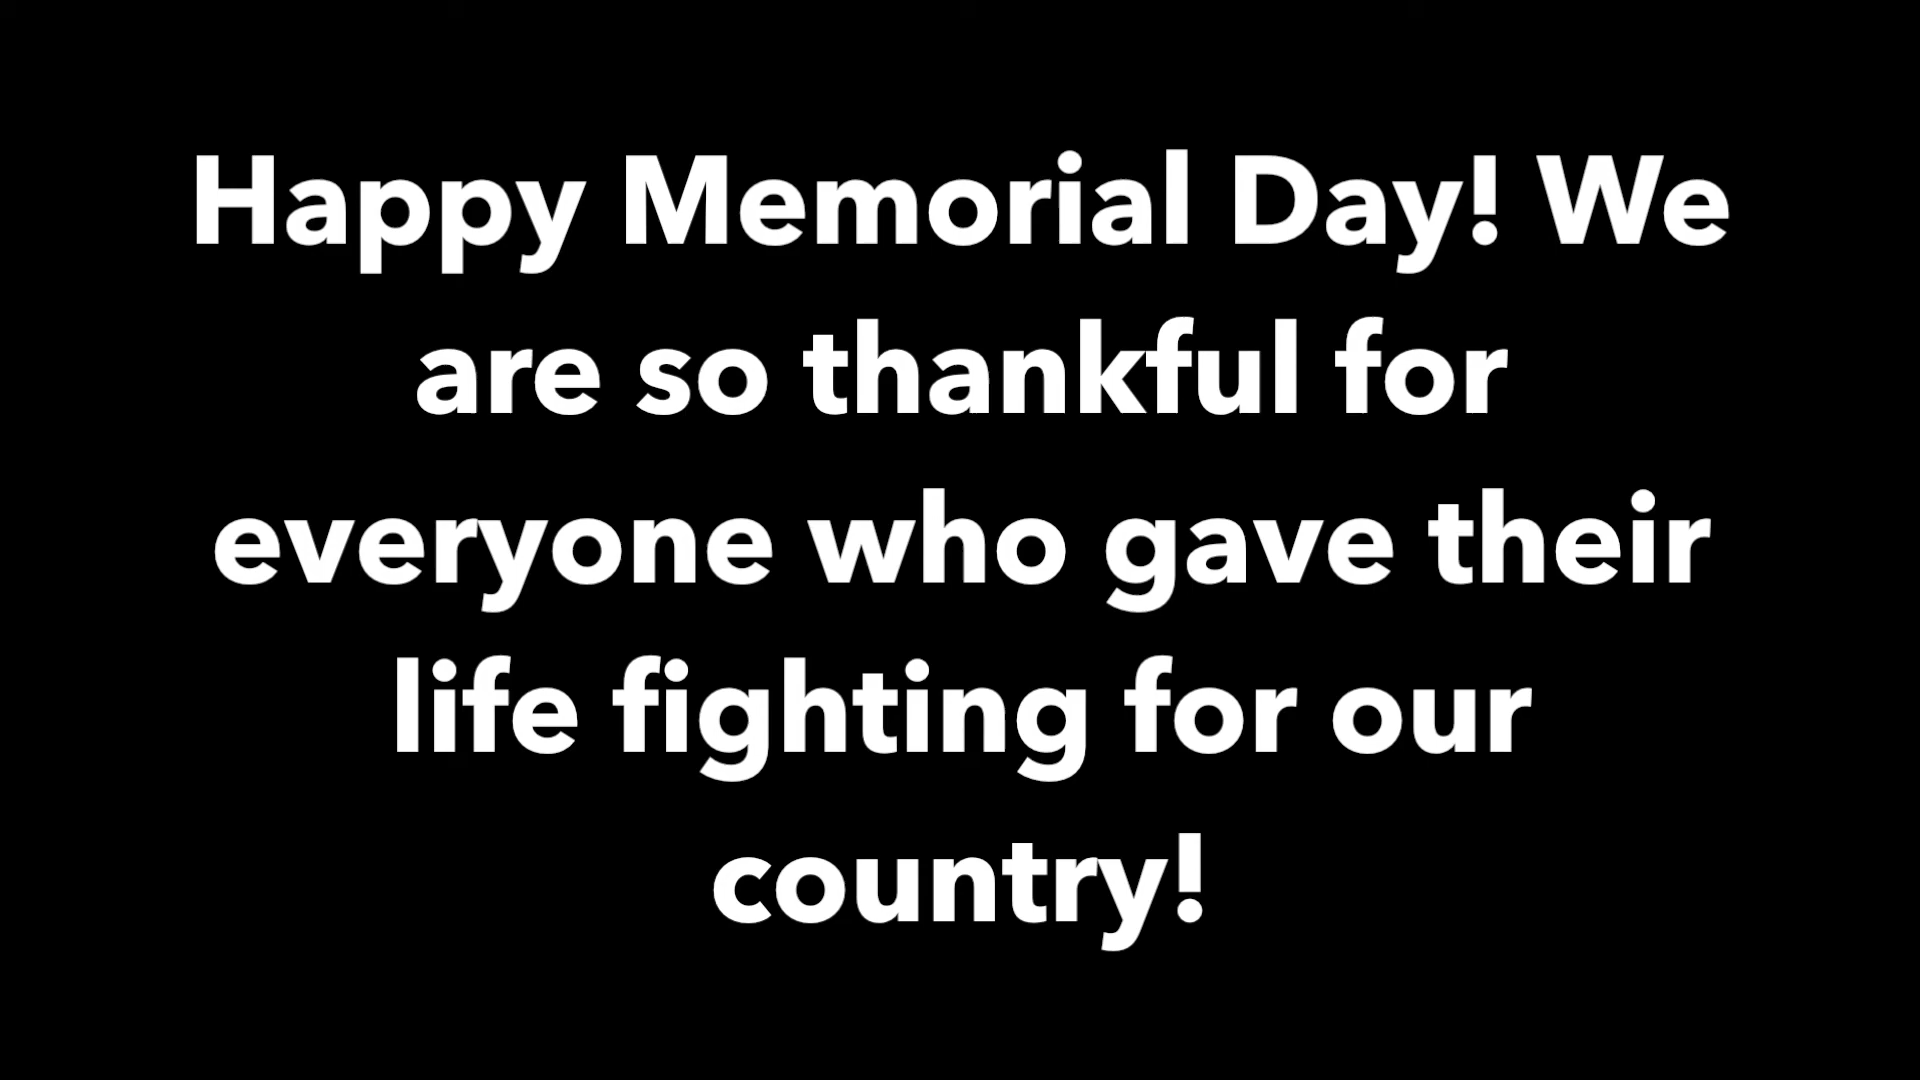 Happy Memorial Day! We
are so thankful for
everyone who gave their
life fighting for our
country!